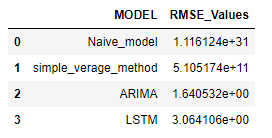 MODEL RMSE_Values
0 Naive_model 1.116124e+31
1 simple_verage_method 5.105174e+11
2 ARIMA 1.640532e+00
3 LSTM 3.064106e+00